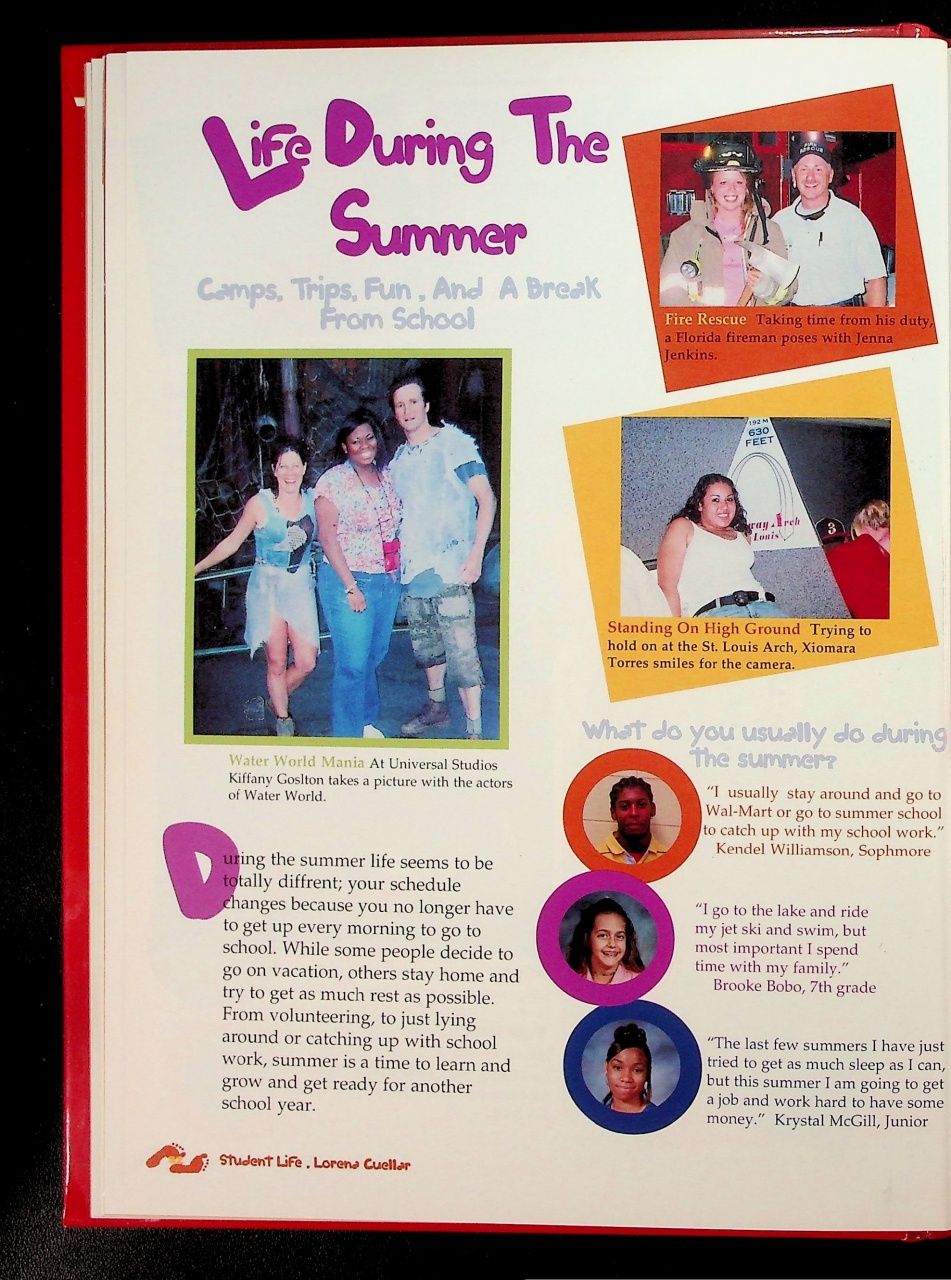 Life During The
Summer
Camps, Trips, Fun , And A Break
From School
FIRE
RESCUE
Fire Rescue Taking time from his duty,
a Florida fireman poses with Jenna
Jenkins.
192 M
630
FEET
way Arch
Louis
3
Standing On High Ground Trying to
hold on at the St. Louis Arch, Xiomara
Torres smiles for the camera.
Water World Mania At Universal Studios
Kiffany Goslton takes a picture with the actors
of Water World.
During the summer life seems to be
totally diffrent; your schedule
changes because you no longer have
to get up every morning to go to
school. While some people decide to
go on vacation, others stay home and
try to get as much rest as possible.
From volunteering, to just lying
around or catching up with school
work, summer is a time to learn and
grow and get ready for another
school year.
What do you usually do during
the summer?
"I usually stay around and go to
Wal-Mart or go to summer school
to catch up with my school work."
Kendel Williamson, Sophmore
"I go to the lake and ride
my jet ski and swim, but
most important I spend
time with my family."
Brooke Bobo, 7th grade
"The last few summers I have just
tried to get as much sleep as I can,
but this summer I am going to get
a job and work hard to have some
money." Krystal McGill, Junior
Student Life , Lorena Cuellar